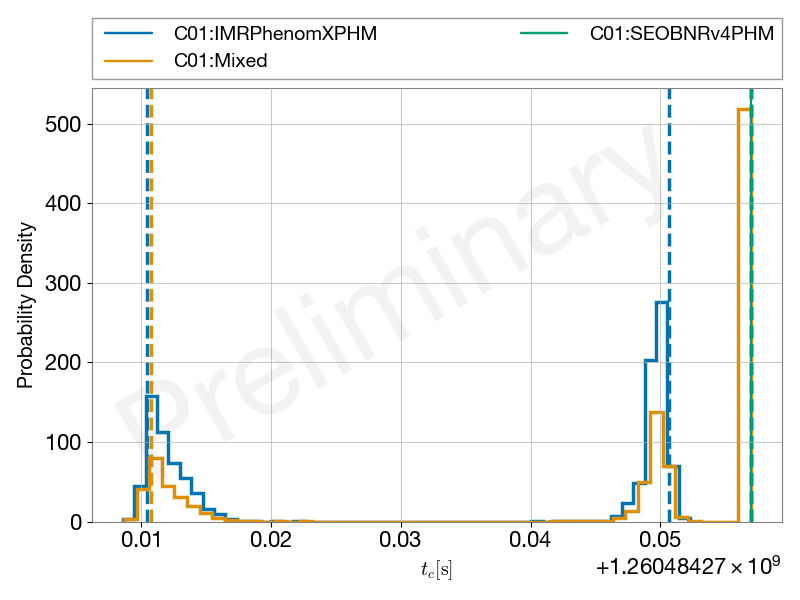 C01:IMRPhenomXPHM
C01:SEOBNRv4PHM
C01:Mixed
500
400
300
200
100
0
Probability Density
Preliminary
0.01
0.02
0.03
0.04
0.05
t_c[s]
+1.26048427 × 10⁹